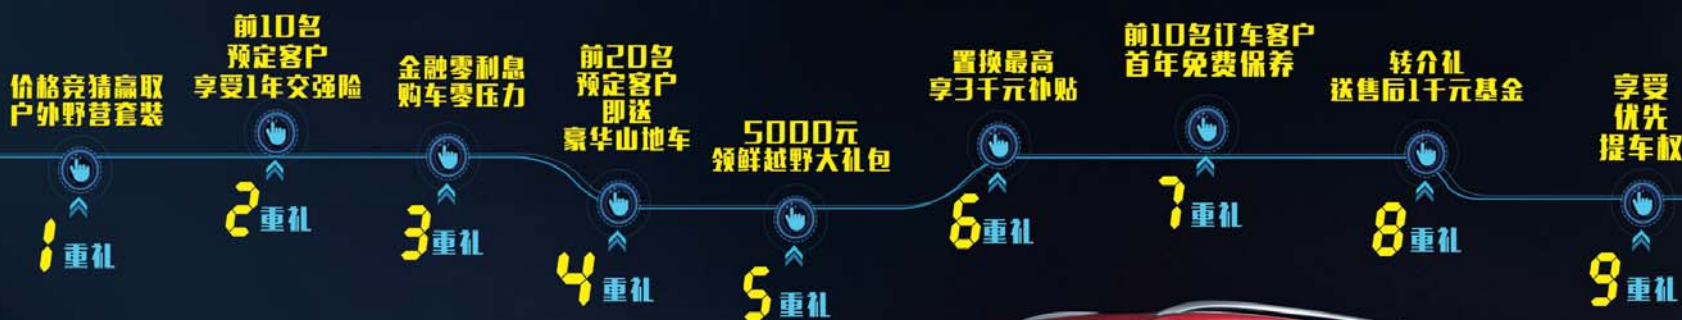 价格竞猜赢取
户外野营套装
1重礼
前10名
预定客户
享受1年交强险
2重礼
金融零利息
购车零压力
3重礼
前20名
预定客户
即送
豪华山地车
4重礼
5000元
领鲜越野大礼包
5重礼
置换最高
享3千元补贴
6重礼
前10名订车客户
首年免费保养
7重礼
转介礼
送售后1千元基金
8重礼
享受
优先
提车权
9重礼